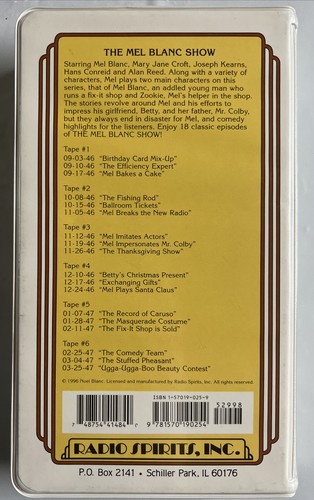 THE MEL BLANC SHOW
Starring Mel Blanc, Mary Jane Croft, Joseph Kearns,
Hans Conreid and Alan Reed. Along with a variety of
characters, Mel plays two main characters on this
series, that of Mel Blanc, an addled young man who
runs a fix-it shop and Zookie, Mel's helper in the shop.
The stories revolve around Mel and his efforts to
impress his girlfriend, Betty, and her father, Mr. Colby,
but they always end in disaster for Mel, and comedy
highlights for the listeners. Enjoy 18 classic episodes
of THE MEL BLANC SHOW!
Tape #1
09-03-46 "Birthday Card Mix-Up"
09-10-46 "The Efficiency Expert"
09-17-46 "Mel Bakes a Cake"
Tape #2
10-08-46 "The Fishing Rod"
10-15-46 "Ballroom Tickets"
11-05-46 "Mel Breaks the New Radio"
Tape #3
11-12-46 "Mel Imitates Actors"
11-19-46 "Mel Impersonates Mr. Colby"
11-26-46 "The Thanksgiving Show"
Tape #4
12-10-46 "Betty's Christmas Present"
12-17-46 "Exchanging Gifts"
12-24-46 "Mel Plays Santa Claus"
Tape #5
01-07-47 "The Record of Caruso"
01-28-47 "The Masquerade Costume"
02-11-47 "The Fix-It Shop is Sold"
Tape #6
02-25-47 "The Comedy Team"
03-04-47 "The Stuffed Pheasant"
03-25-47 "Ugga-Ugga-Boo Beauty Contest"
© 1996 Noel Blanc. Licensed and manufactured by Radio Spirits, Inc. All rights reserved.
ISBN 1-57019-025-9
52998
7 48754 41484
9 781570 190254
RADIO SPIRITS, INC.
P.O. Box 2141 • Schiller Park, IL 60176